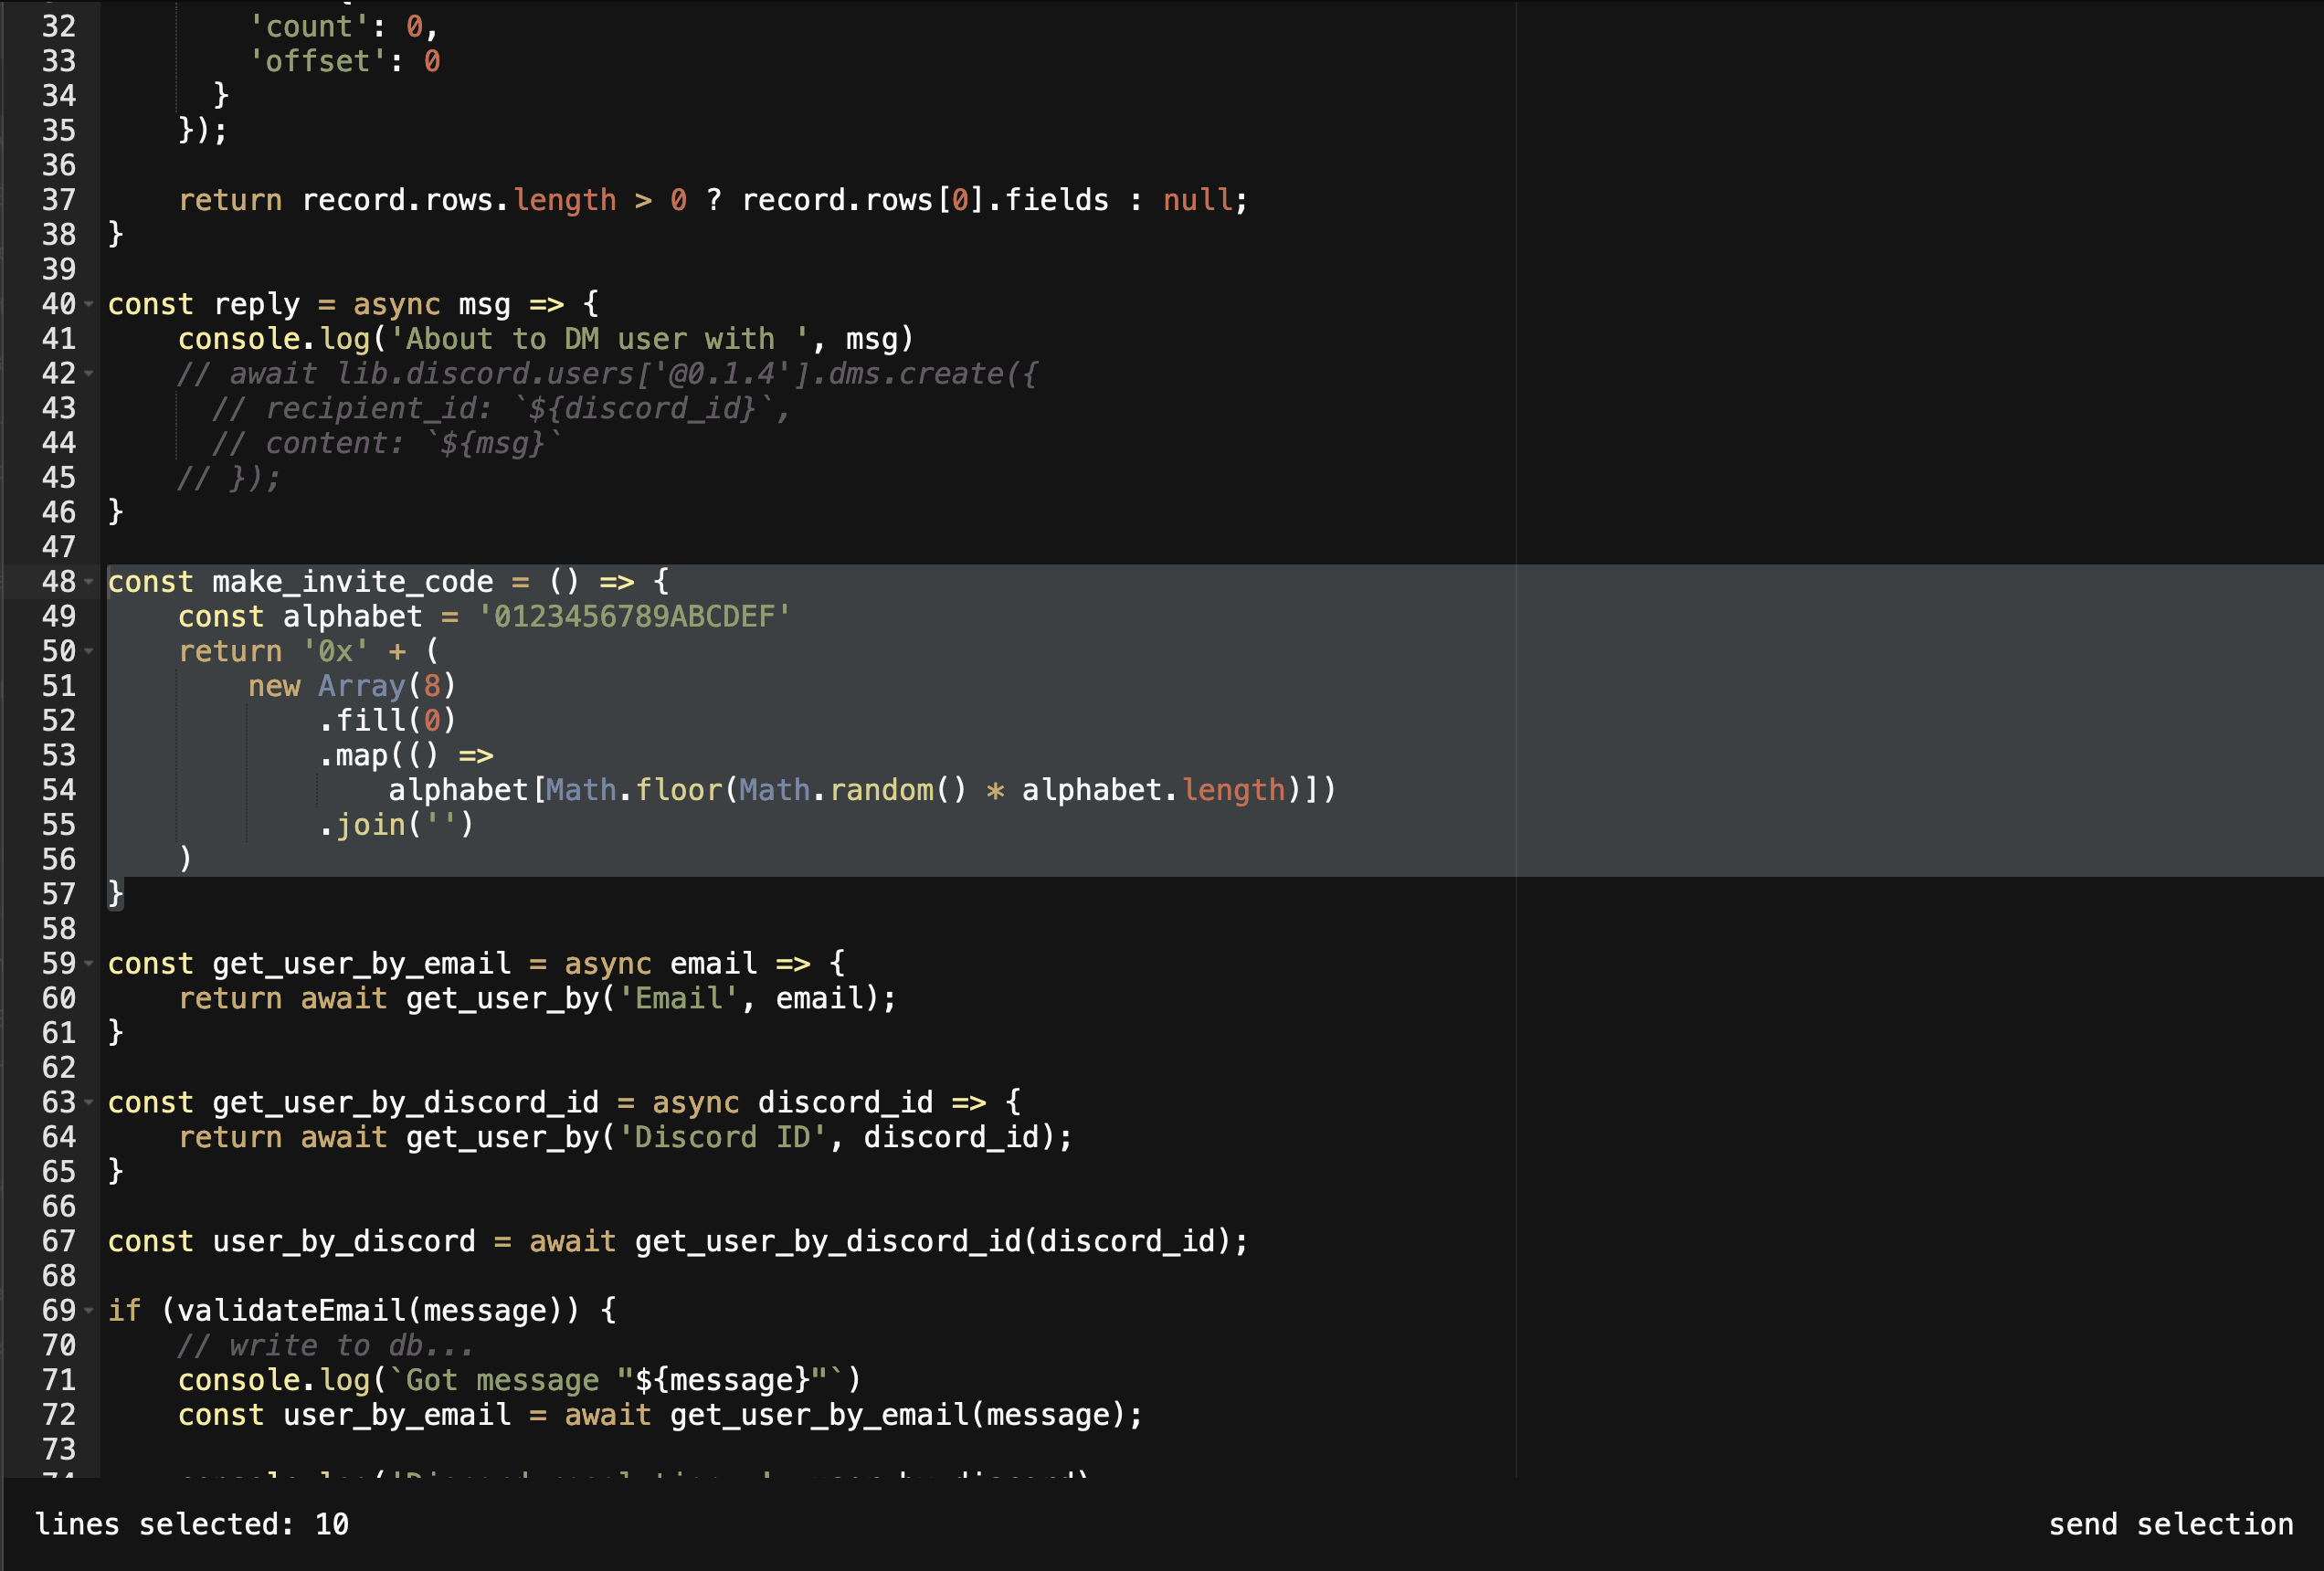 32 'count': 0,
33 'offset': 0
34 }
35 });
36
37 return record.rows.length > 0 ? record.rows[0].fields : null;
38 }
39
40 const reply = async msg => {
41 console.log('About to DM user with ', msg)
42 // await lib.discord.users['@0.1.4'].dms.create({
43 // recipient_id: `${discord_id}`,
44 // content: `${msg}`
45 // });
46 }
47
48 const make_invite_code = () => {
49 const alphabet = '0123456789ABCDEF'
50 return '0x' + (
51 new Array(8)
52 .fill(0)
53 .map(() =>
54 alphabet[Math.floor(Math.random() * alphabet.length)])
55 .join('')
56 )
57 }
58
59 const get_user_by_email = async email => {
60 return await get_user_by('Email', email);
61 }
62
63 const get_user_by_discord_id = async discord_id => {
64 return await get_user_by('Discord ID', discord_id);
65 }
66
67 const user_by_discord = await get_user_by_discord_id(discord_id);
68
69 if (validateEmail(message)) {
70 // write to db...
71 console.log(`Got message "${message}"`)
72 const user_by_email = await get_user_by_email(message);
73
lines selected: 10
send selection